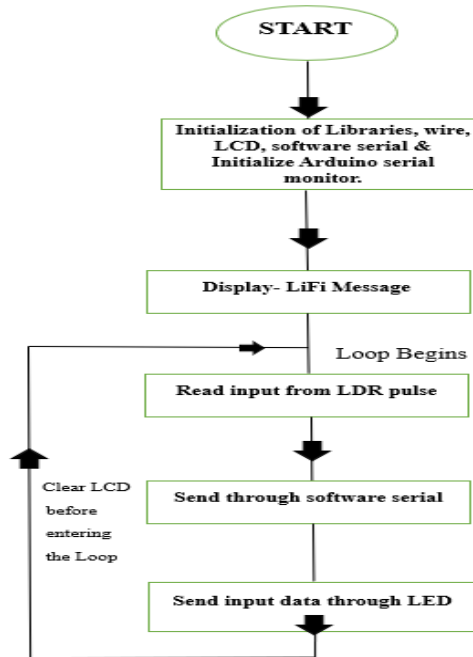 START
Initialization of Libraries, wire,
LCD, software serial &
Initialize Arduino serial
monitor.
Display- LiFi Message
Loop Begins
Read input from LDR pulse
Clear LCD
before
entering
the Loop
Send through software serial
Send input data through LED